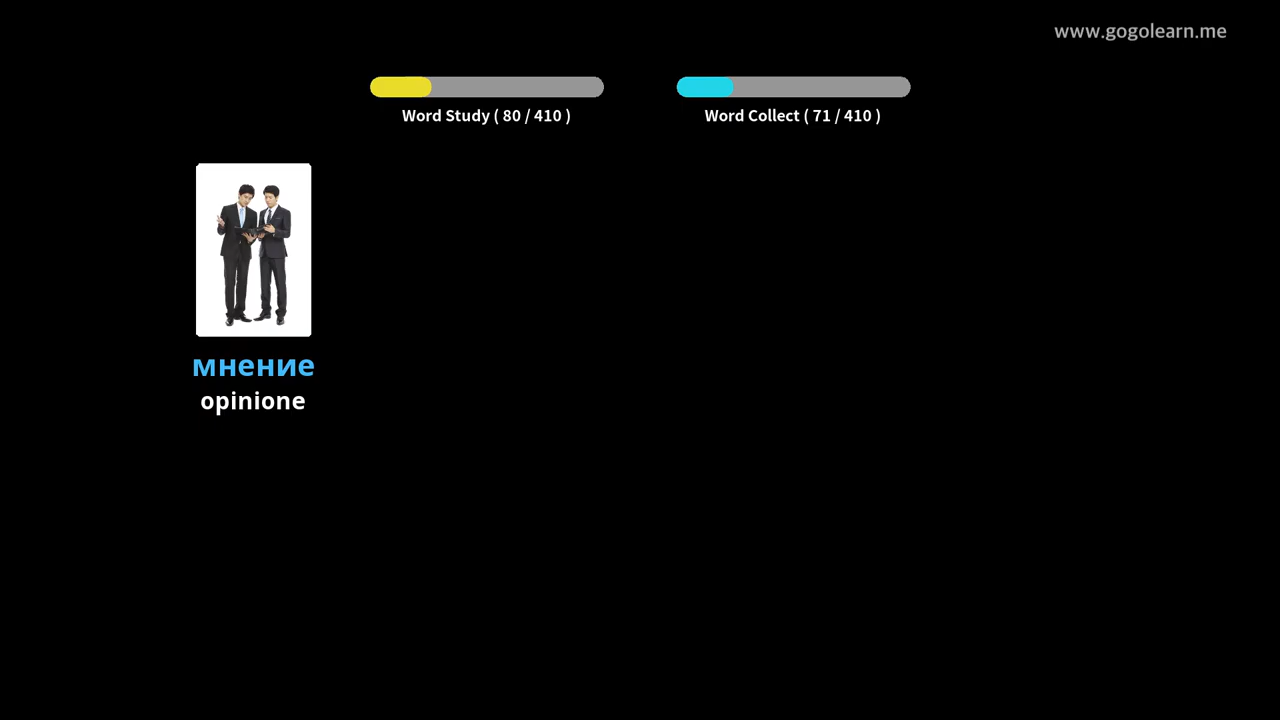 www.gogolearn.me
Word Study ( 80 / 410 )
Word Collect ( 71 / 410 )
мнение
opinione